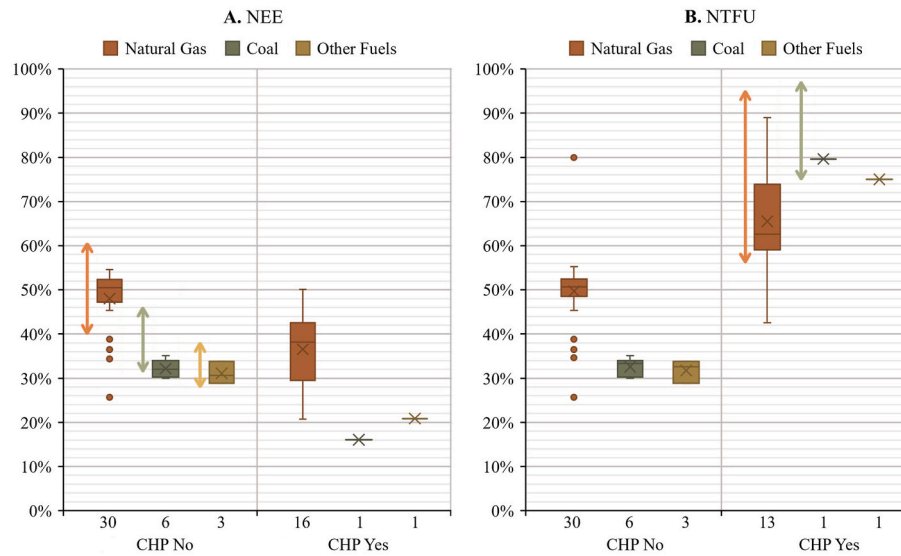 A. NEE
Natural Gas Coal Other Fuels
100%
90%
80%
70%
60%
50%
40%
30%
20%
10%
0%
30 6 3 16 1 1
CHP No CHP Yes
B. NTFU
Natural Gas Coal Other Fuels
100%
90%
80%
70%
60%
50%
40%
30%
20%
10%
0%
30 6 3 13 1 1
CHP No CHP Yes